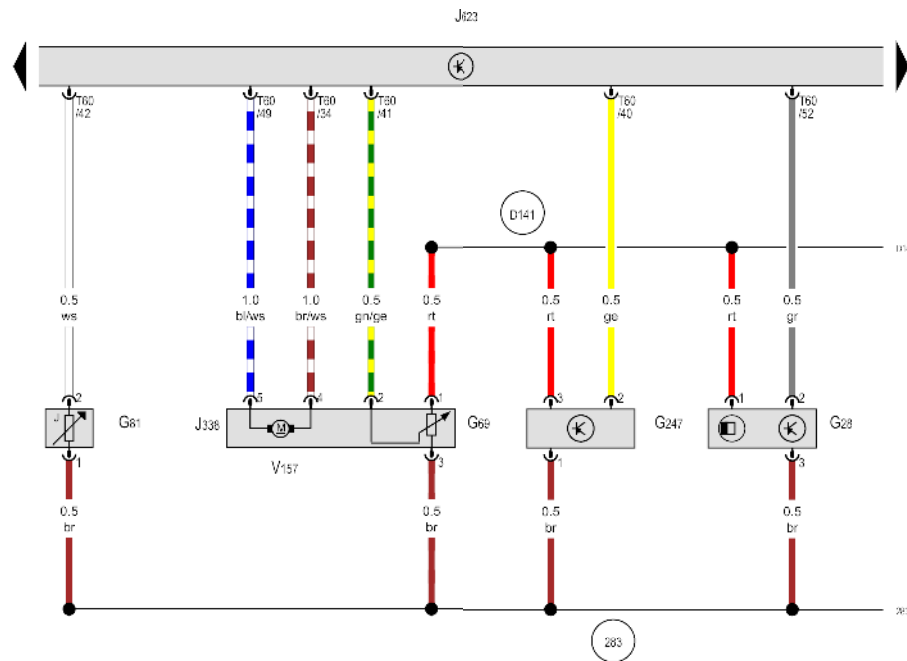 J623
T60 T60 T60 T60 T60 T60
/42 /49 /34 /41 /40 /52
D141
0.5 1.0 1.0 0.5 0.5 0.5 0.5 0.5 0.5
ws bl/ws br/ws gn/ge rt rt ge rt gr
2 5 4 2 1 3 2 1 2
J G81 J338 M G69 G247 G28
V157
1 3 1 3
0.5 0.5 0.5 0.5
br br br br
283